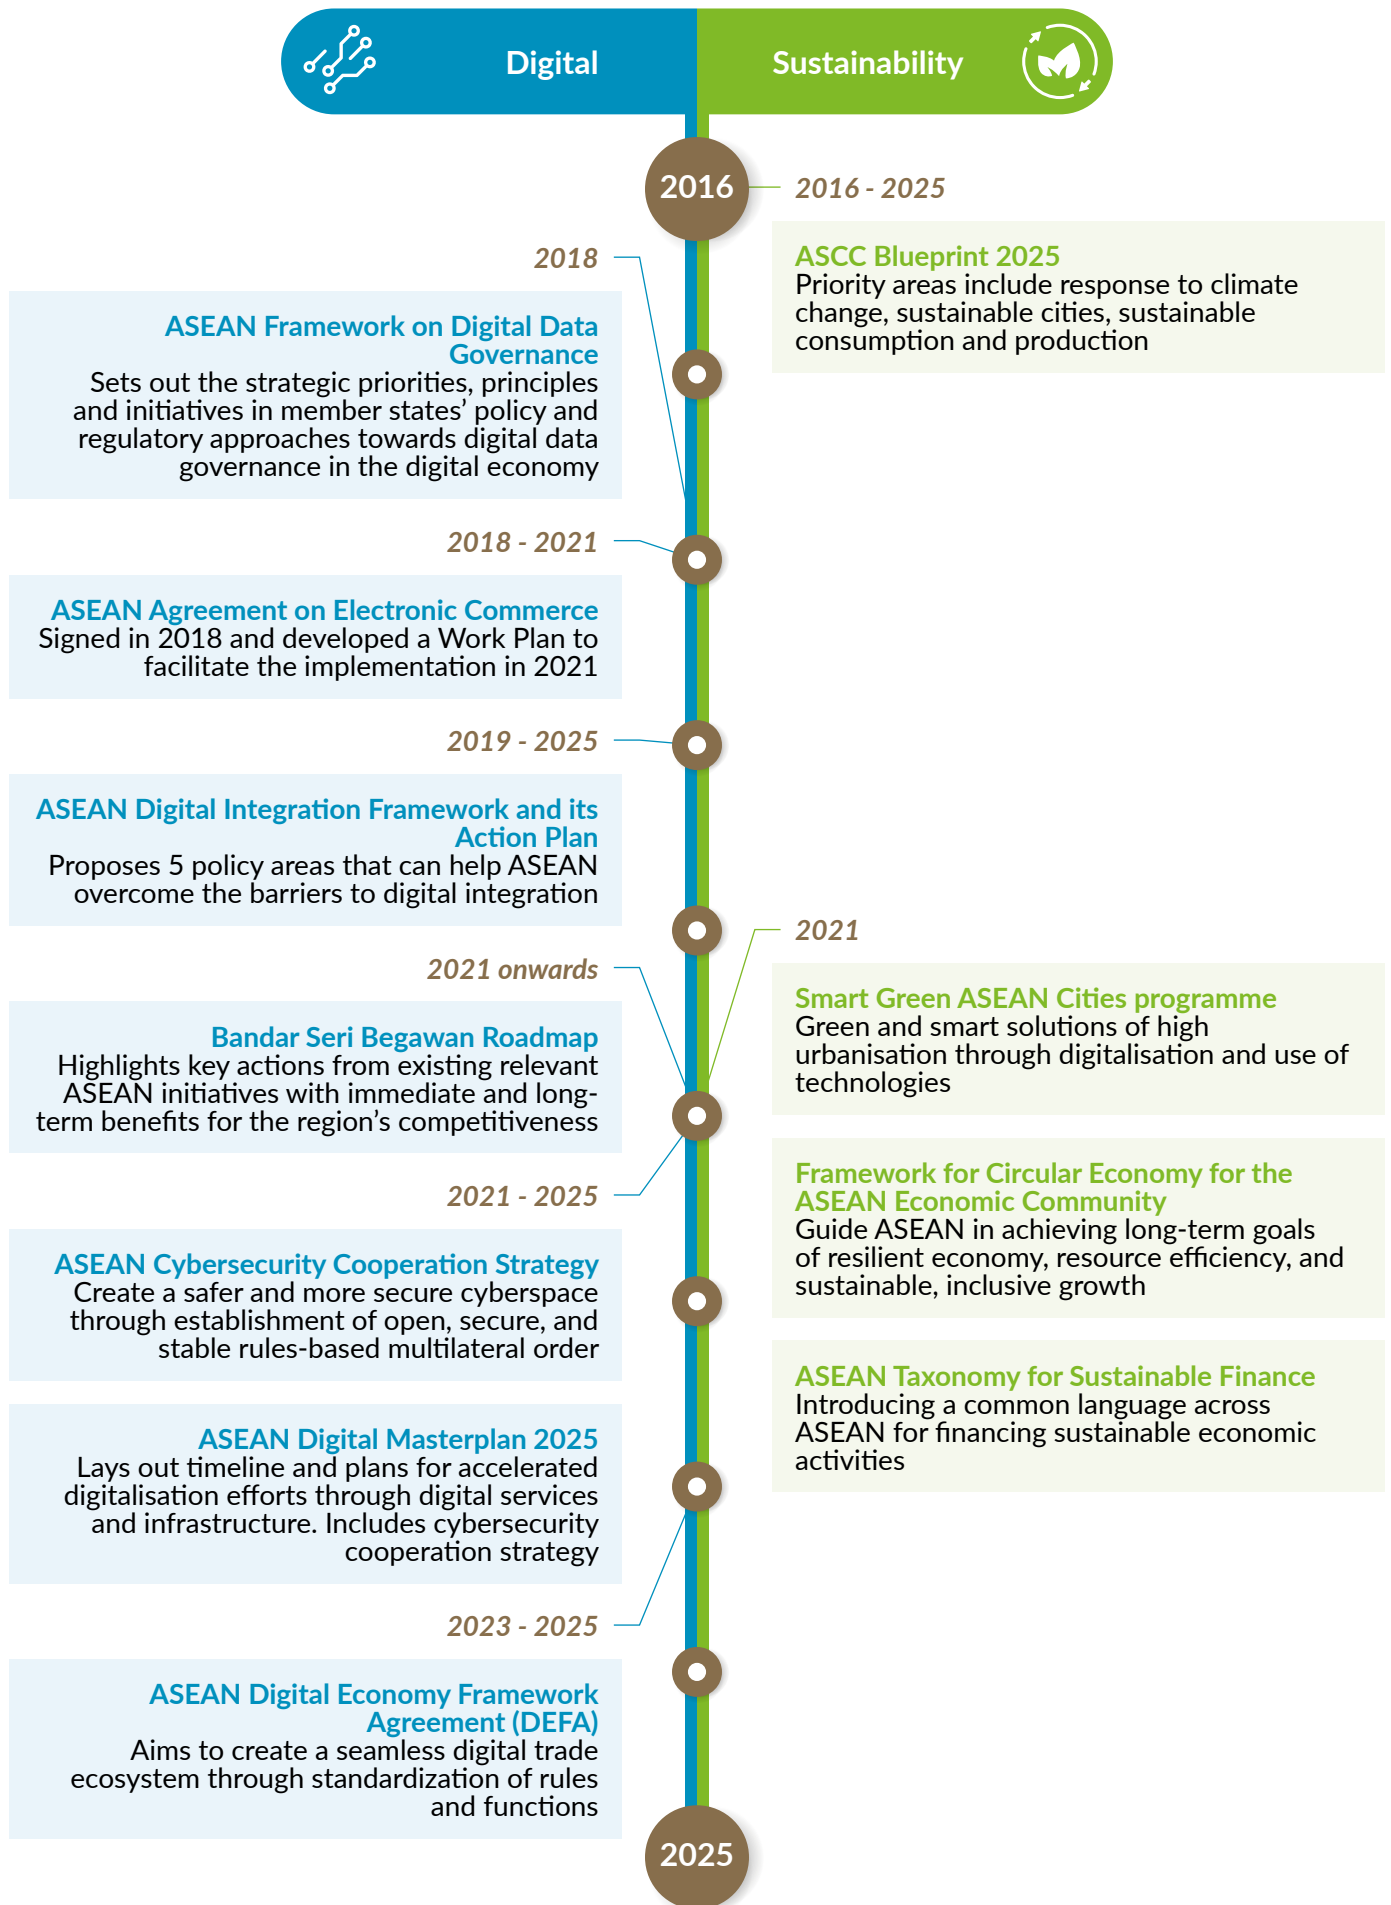 Digital
Sustainability
2016
2016 - 2025
ASCC Blueprint 2025
Priority areas include response to climate
change, sustainable cities, sustainable
consumption and production
2018
ASEAN Framework on Digital Data
Governance
Sets out the strategic priorities, principles
and initiatives in member states’ policy and
regulatory approaches towards digital data
governance in the digital economy
2018 - 2021
ASEAN Agreement on Electronic Commerce
Signed in 2018 and developed a Work Plan to
facilitate the implementation in 2021
2019 - 2025
ASEAN Digital Integration Framework and its
Action Plan
Proposes 5 policy areas that can help ASEAN
overcome the barriers to digital integration
2021 onwards
Bandar Seri Begawan Roadmap
Highlights key actions from existing relevant
ASEAN initiatives with immediate and long-
term benefits for the region’s competitiveness
2021 - 2025
ASEAN Cybersecurity Cooperation Strategy
Create a safer and more secure cyberspace
through establishment of open, secure, and
stable rules-based multilateral order
ASEAN Digital Masterplan 2025
Lays out timeline and plans for accelerated
digitalisation efforts through digital services
and infrastructure. Includes cybersecurity
cooperation strategy
2023 - 2025
ASEAN Digital Economy Framework
Agreement (DEFA)
Aims to create a seamless digital trade
ecosystem through standardization of rules
and functions
2021
Smart Green ASEAN Cities programme
Green and smart solutions of high
urbanisation through digitalisation and use of
technologies
Framework for Circular Economy for the
ASEAN Economic Community
Guide ASEAN in achieving long-term goals
of resilient economy, resource efficiency, and
sustainable, inclusive growth
ASEAN Taxonomy for Sustainable Finance
Introducing a common language across
ASEAN for financing sustainable economic
activities
2025